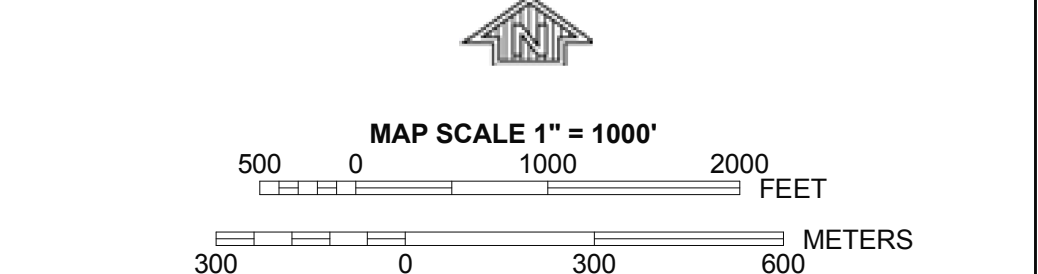 N
MAP SCALE 1" = 1000'
500 0 1000 2000
FEET
METERS
300 0 300 600